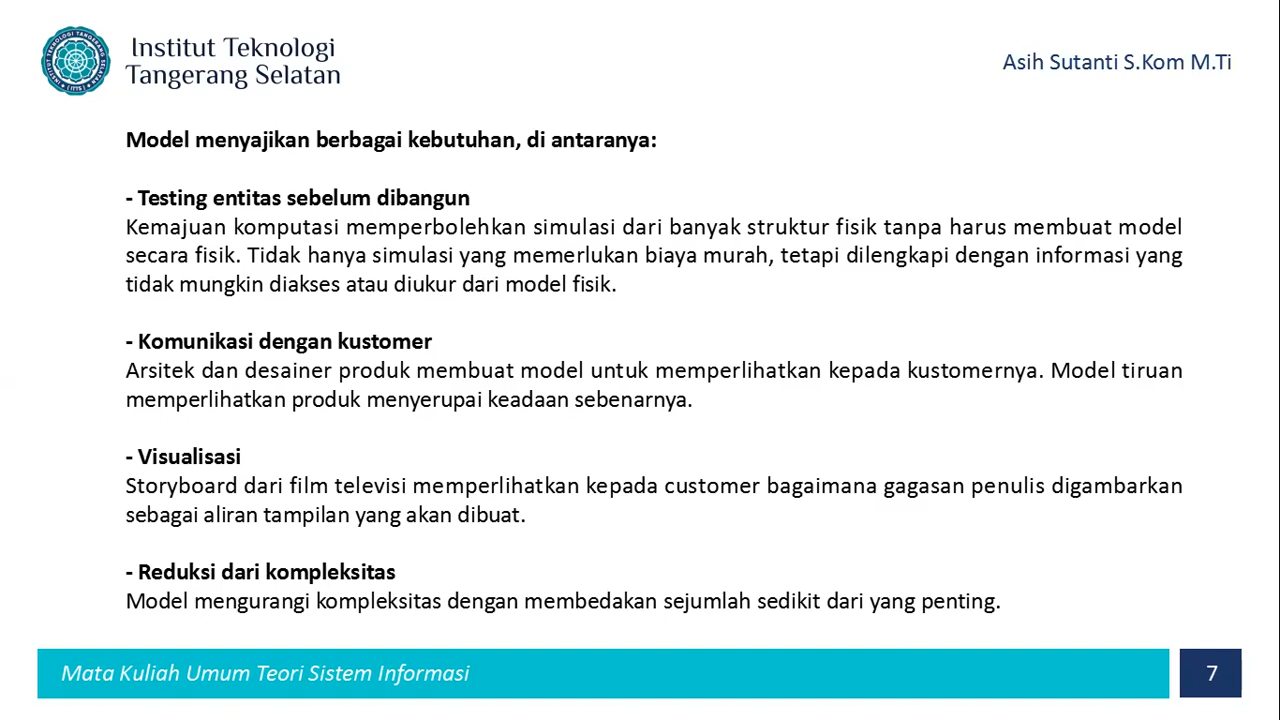 Institut Teknologi
Tangerang Selatan
Asih Sutanti S.Kom M.Ti
Model menyajikan berbagai kebutuhan, di antaranya:
- Testing entitas sebelum dibangun
Kemajuan komputasi memperbolehkan simulasi dari banyak struktur fisik tanpa harus membuat model
secara fisik. Tidak hanya simulasi yang memerlukan biaya murah, tetapi dilengkapi dengan informasi yang
tidak mungkin diakses atau diukur dari model fisik.
- Komunikasi dengan kustomer
Arsitek dan desainer produk membuat model untuk memperlihatkan kepada kustomernya. Model tiruan
memperlihatkan produk menyerupai keadaan sebenarnya.
- Visualisasi
Storyboard dari film televisi memperlihatkan kepada customer bagaimana gagasan penulis digambarkan
sebagai aliran tampilan yang akan dibuat.
- Reduksi dari kompleksitas
Model mengurangi kompleksitas dengan membedakan sejumlah sedikit dari yang penting.
Mata Kuliah Umum Teori Sistem Informasi
7